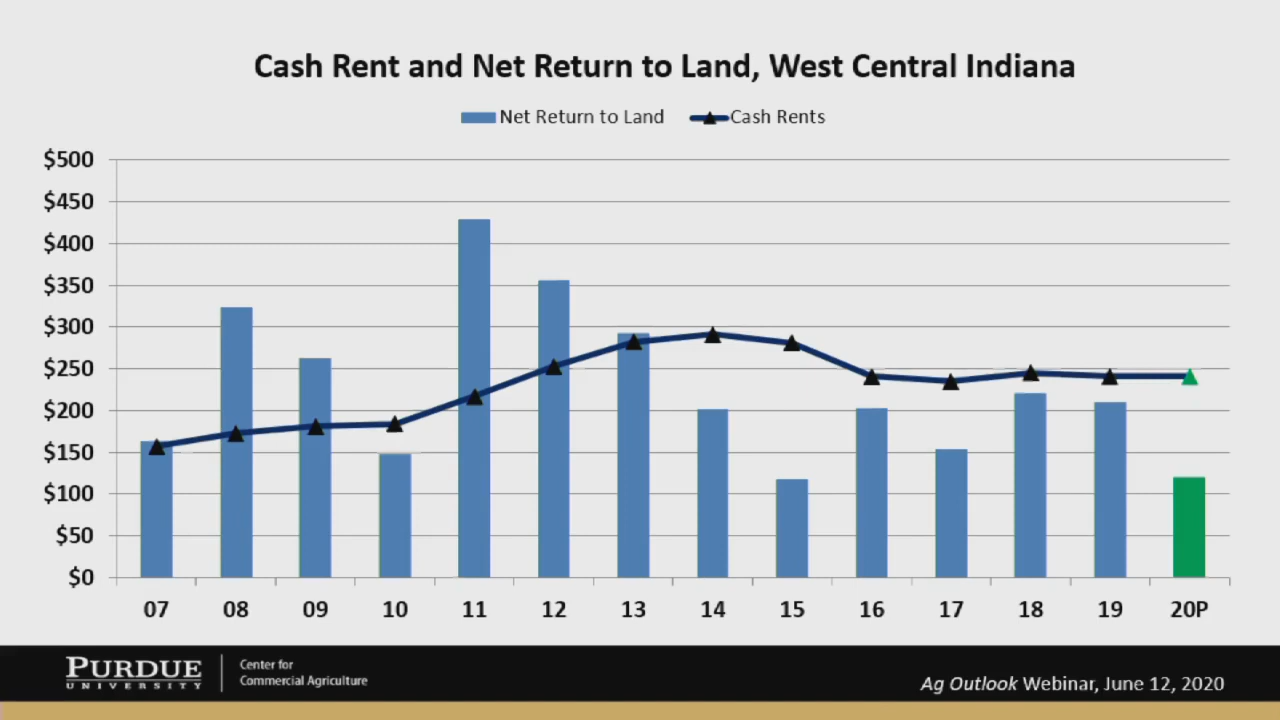 Cash Rent and Net Return to Land, West Central Indiana
Net Return to Land Cash Rents
$500
$450
$400
$350
$300
$250
$200
$150
$100
$50
$0
07 08 09 10 11 12 13 14 15 16 17 18 19 20P
PURDUE
UNIVERSITY
Center for
Commercial Agriculture
Ag Outlook Webinar, June 12, 2020